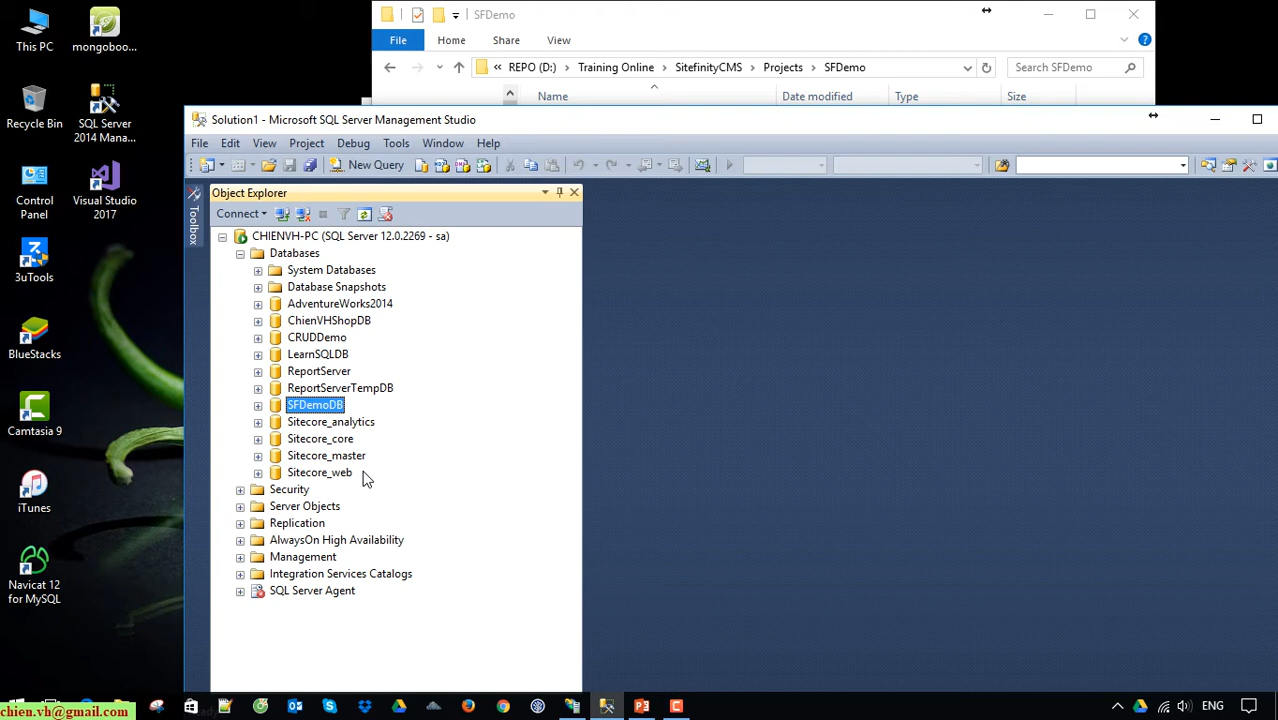 This PC
mongoboo...
Recycle Bin
SQL Server
2014 Mana...
Control
Panel
Visual Studio
2017
3uTools
BlueStacks
Camtasia 9
iTunes
Navicat 12
for MySQL
SFDemo
File Home Share View
« REPO (D:) > Training Online > SitefinityCMS > Projects > SFDemo
Search SFDemo
Name Date modified Type Size
Solution1 - Microsoft SQL Server Management Studio
File Edit View Project Debug Tools Window Help
New Query
Toolbox
Object Explorer
Connect
CHIENVH-PC (SQL Server 12.0.2269 - sa)
Databases
System Databases
Database Snapshots
AdventureWorks2014
ChienVHShopDB
CRUDDemo
LearnSQLDB
ReportServer
ReportServerTempDB
SFDemoDB
Sitecore_analytics
Sitecore_core
Sitecore_master
Sitecore_web
Security
Server Objects
Replication
AlwaysOn High Availability
Management
Integration Services Catalogs
SQL Server Agent
chien.vh@gmail.com
ENG